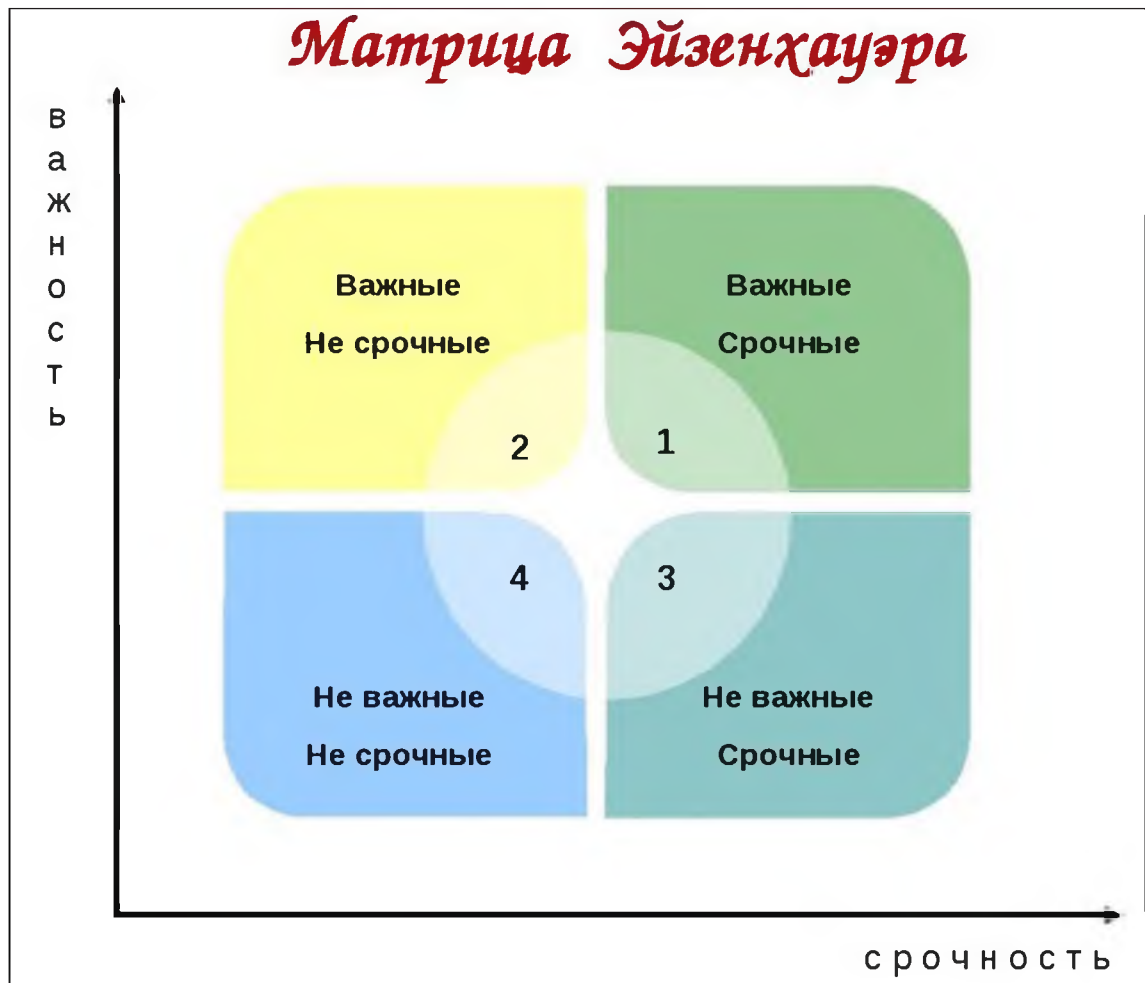 Матрица Эйзенхауэра
важность
Важные
Не срочные
2
Важные
Срочные
1
4
Не важные
Не срочные
3
Не важные
Срочные
срочность